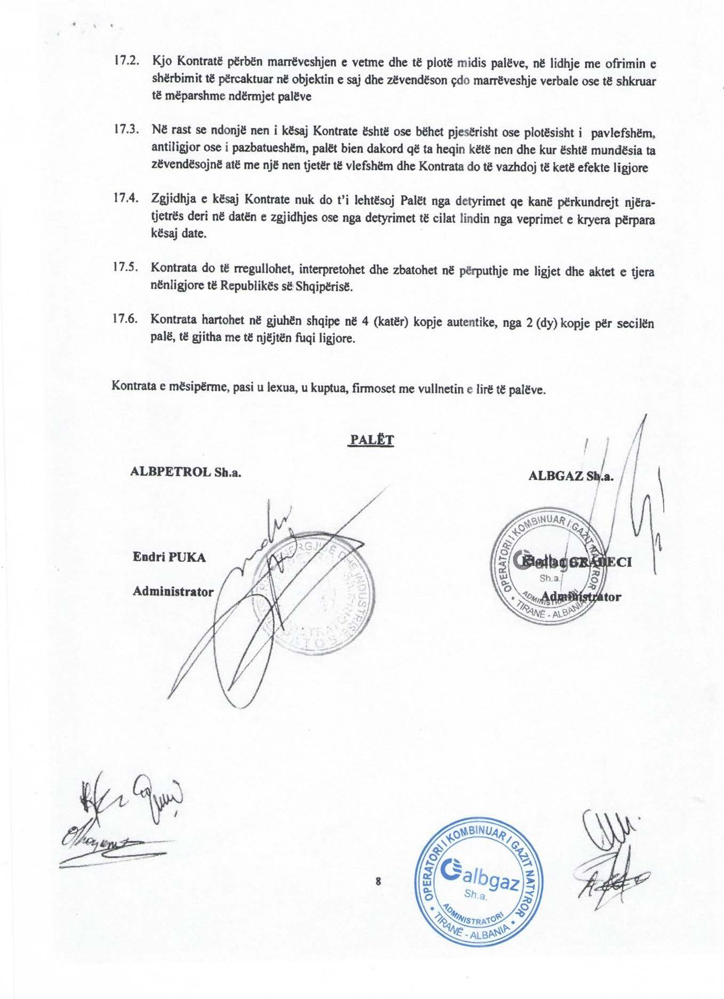 17.2. Kjo Kontratë përbën marrëveshjen e vetme dhe të plotë midis palëve, në lidhje me ofrimin e
shërbimit të përcaktuar në objektin e saj dhe zëvendëson çdo marrëveshje verbale ose të shkruar
të mëparshme ndërmjet palëve
17.3. Në rast se ndonjë nen i kësaj Kontrate është ose bëhet pjesërisht ose plotësisht i pavlefshëm,
antiligjor ose i pazbatueshëm, palët bien dakord që ta heqin këtë nen dhe kur është mundësia ta
zëvendësojnë atë me një nen tjetër të vlefshëm dhe Kontrata do të vazhdoj të ketë efekte ligjore
17.4. Zgjidhja e kësaj Kontrate nuk do t'i lehtësoj Palët nga detyrimet qe kanë përkundrejt njëra-
tjetrës deri në datën e zgjidhjes ose nga detyrimet të cilat lindin nga veprimet e kryera përpara
kësaj date.
17.5. Kontrata do të rregullohet, interpretohet dhe zbatohet në përputhje me ligjet dhe aktet e tjera
nënligjore të Republikës së Shqipërisë.
17.6. Kontrata hartohet në gjuhën shqipe në 4 (katër) kopje autentike, nga 2 (dy) kopje për secilën
palë, të gjitha me të njëjtën fuqi ligjore.
Kontrata e mësipërme, pasi u lexua, u kuptua, firmoset me vullnetin e lirë të palëve.
PALËT
ALBPETROL Sh.a.
ALBGAZ Sh.a.
Endri PUKA
GRADECI
Administrator
Administrator
OPERATORI I KOMBINUAR I GAZIT NATYROR
albgaz
Sh.a.
ADMINISTRATORI
TIRANË - ALBANIA
DHE INDUSTRISË
8
OPERATORI I KOMBINUAR I GAZIT NATYROR
albgaz
Sh.a.
ADMINISTRATORI
TIRANË - ALBANIA